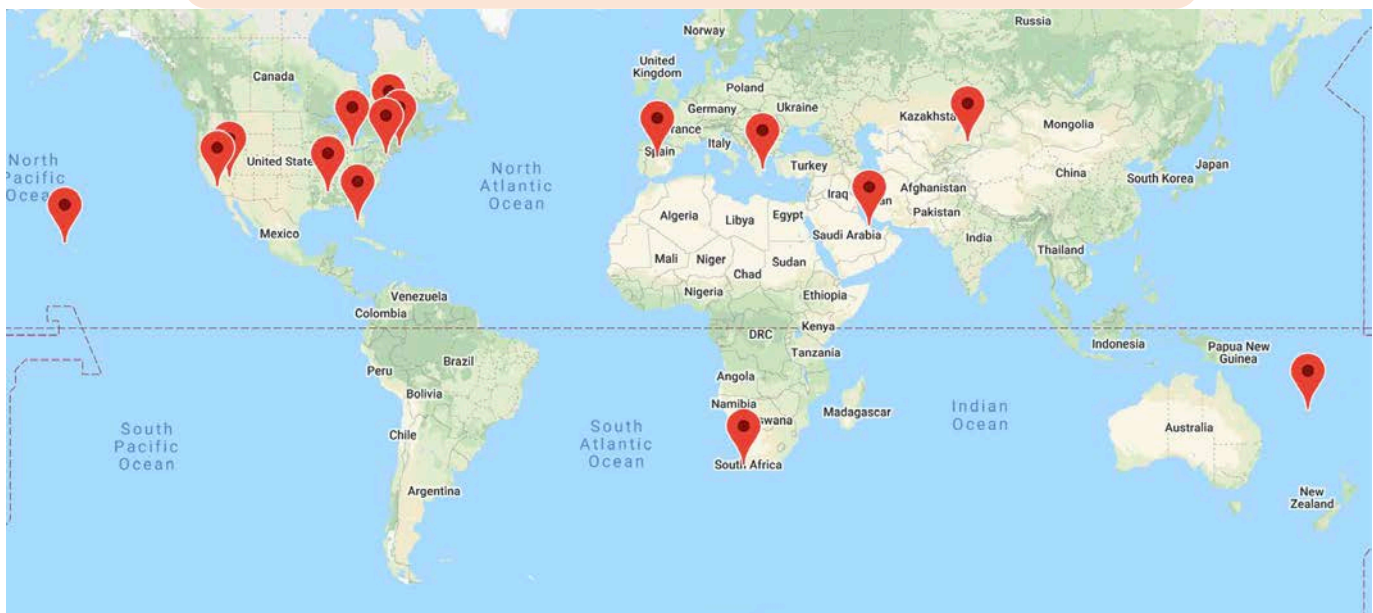 Russia
Norway
Canada
United
Kingdom
Poland
Germany
Ukraine
Kazakhsta
Mongolia
rance
Italy
Spain
United State
Turkey
North
Pacific
Ocea
North
Atlantic
Ocean
Japan
South Korea
China
Iraq
an
Afghanistan
Pakistan
Algeria
Libya
Egypt
Saudi Arabia
Mexico
India
Thailand
Mali
Niger
Chad
Sudan
Nigeria
Ethiopia
Venezuela
Colombia
DRC
Kenya
Tanzania
Indonesia
Papua New
Guinea
Peru
Brazil
Bolivia
Angola
Namibia
swana
Madagascar
Indian
Ocean
Australia
South
Pacific
Ocean
South
Atlantic
Ocean
Chile
South Africa
Argentina
New
Zealand